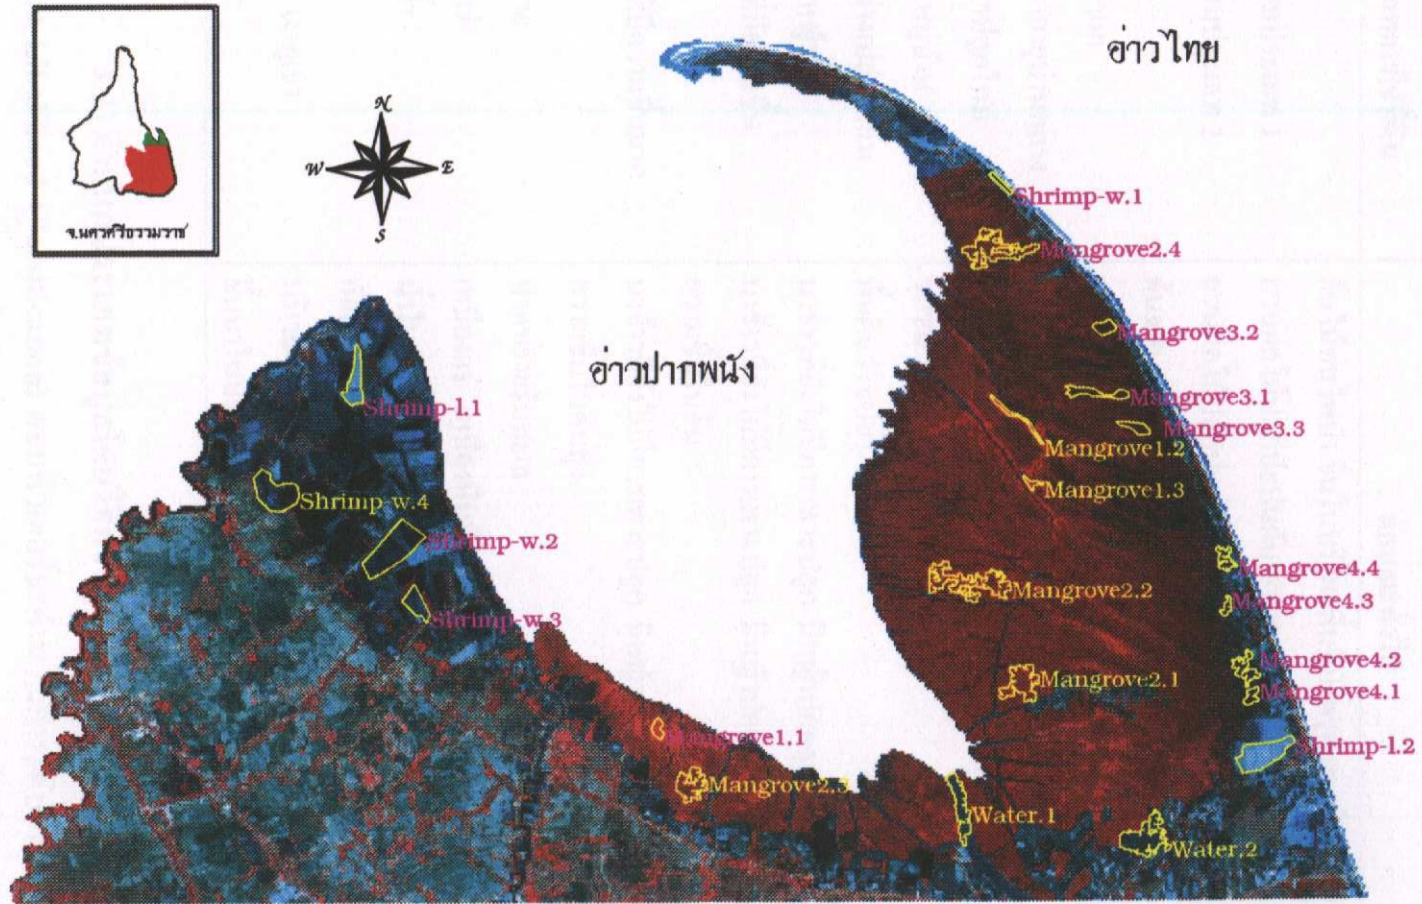 อ่าวไทย
N
W
E
S
จ.นครศรีธรรมราช
Shrimp-w.1
Mangrove2.4
Mangrove3.2
อ่าวปากพนัง
Shrimp-l.1
Mangrove3.1
Mangrove3.3
Mangrove1.2
Mangrove1.3
Shrimp-w.4
Shrimp-w.2
Mangrove4.4
Mangrove2.2
Mangrove4.3
Shrimp-w.3
Mangrove4.2
Mangrove2.1
Mangrove4.1
Mangrove1.1
Shrimp-l.2
Mangrove2.3
Water.1
Water.2